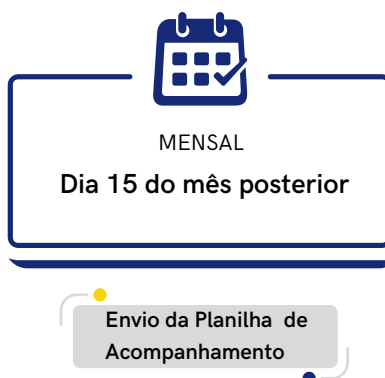 MENSAL
Dia 15 do mês posterior
Envio da Planilha de
Acompanhamento